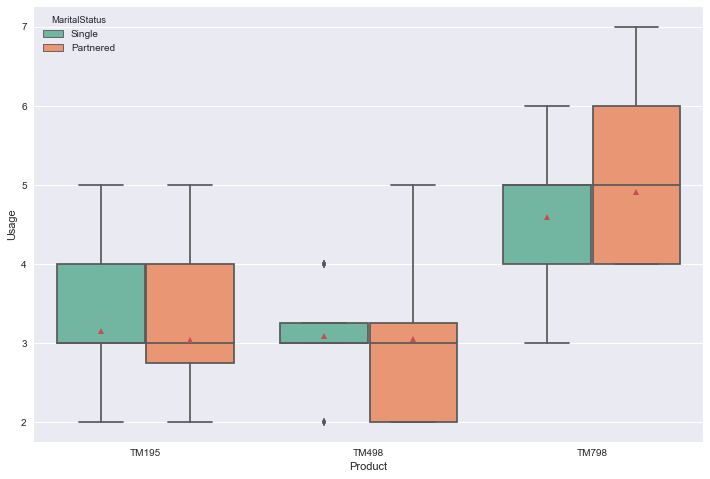 MaritalStatus
Single
Partnered
7
6
5
4
3
2
Usage
TM195
TM498
TM798
Product